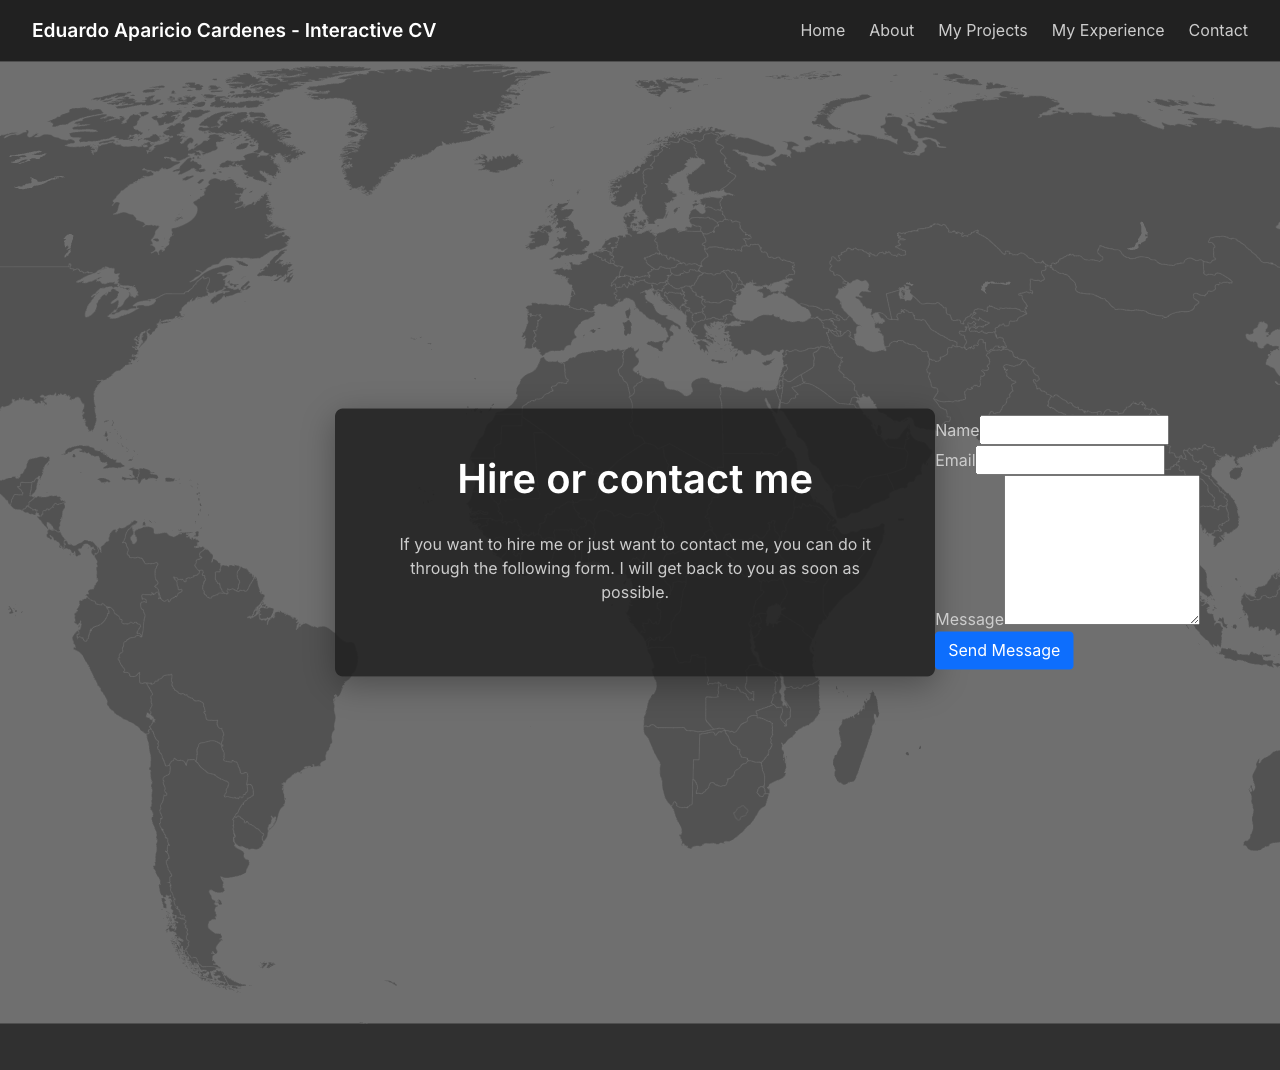 Eduardo Aparicio Cardenes - Interactive CV
Home About My Projects My Experience Contact
Hire or contact me
If you want to hire me or just want to contact me, you can do it
through the following form. I will get back to you as soon as
possible.
Name
Email
Message
Send Message